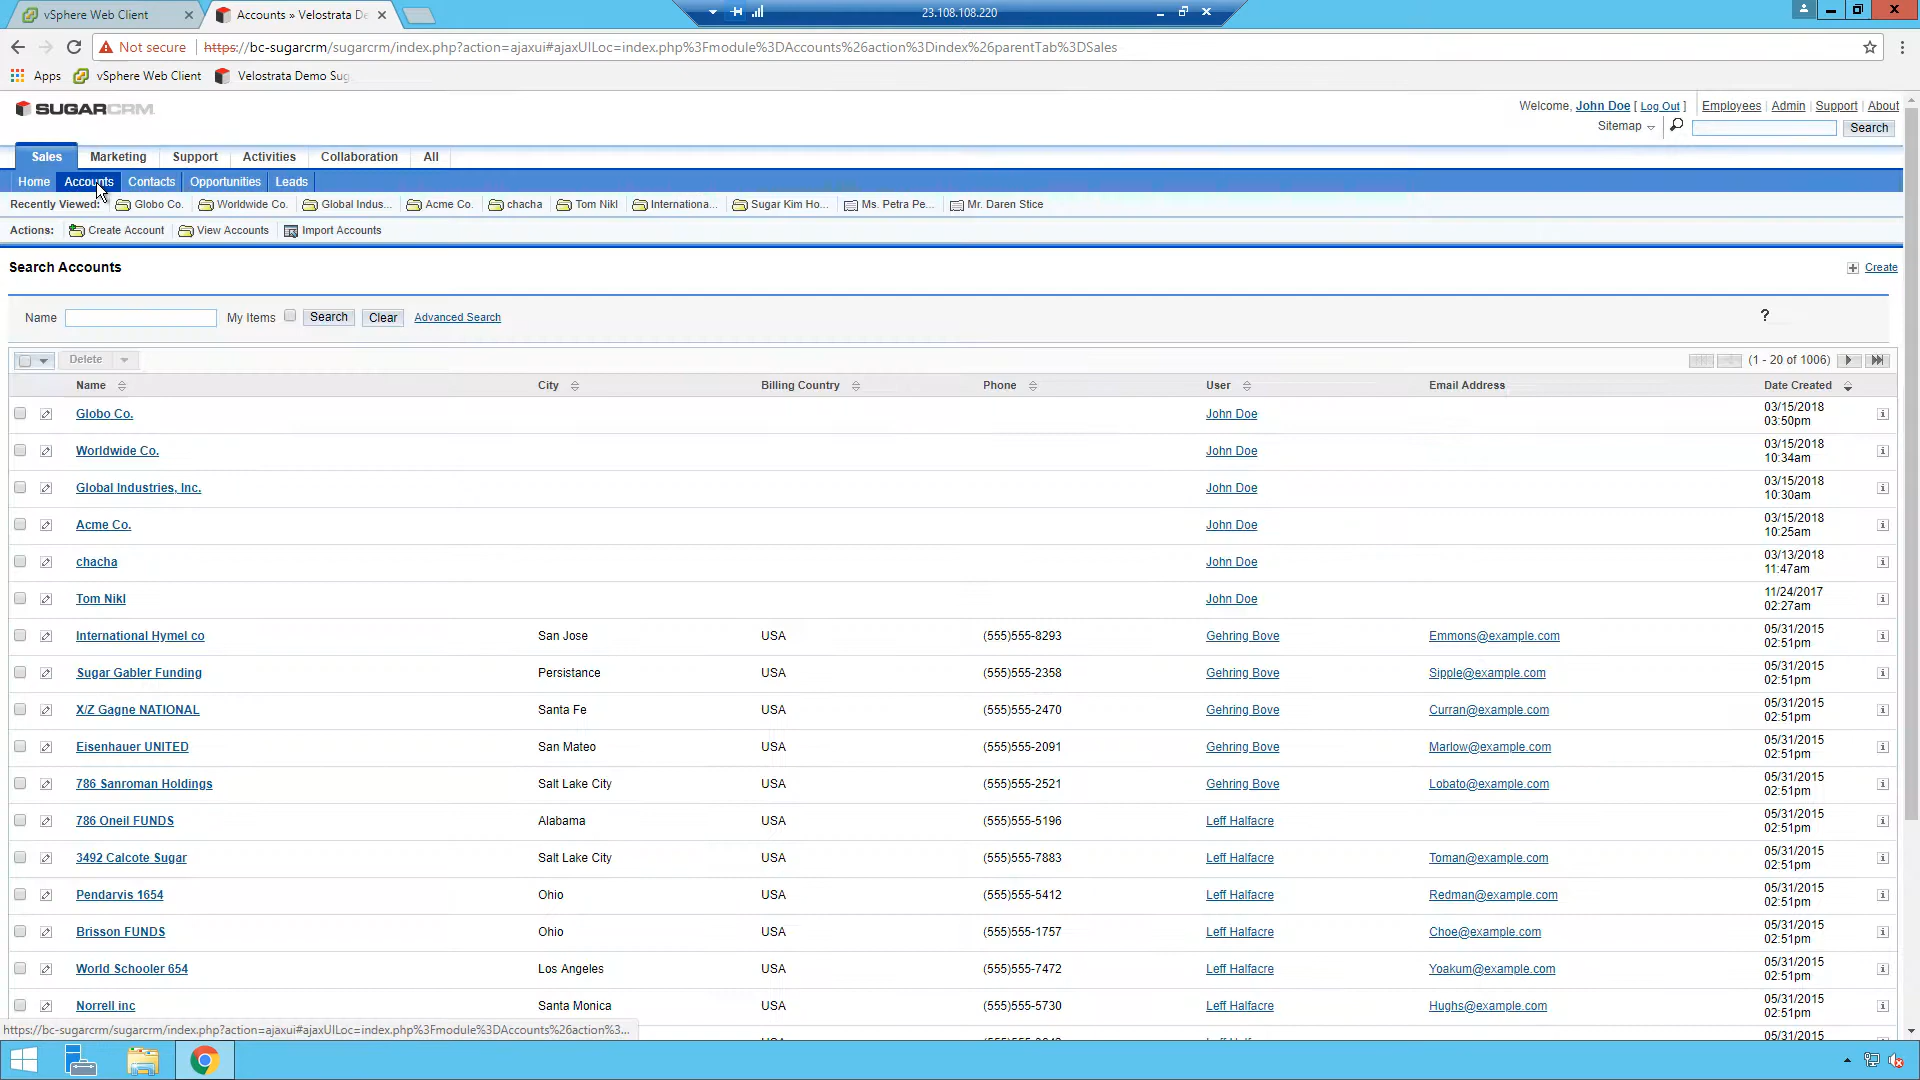 vSphere Web Client
Accounts » Velostrata De
23.108.108.220
Not secure https://bc-sugarcrm/sugarcrm/index.php?action=ajaxui#ajaxUILoc=index.php%3Fmodule%3DAccounts%26action%3Dindex%26parentTab%3DSales
Apps vSphere Web Client Velostrata Demo Sug
SUGARCRM
Welcome, John Doe [ Log Out ] Employees | Admin | Support | About
Sitemap Search
Sales Marketing Support Activities Collaboration All
Home Accounts Contacts Opportunities Leads
Recently Viewed: Globo Co. Worldwide Co. Global Indus... Acme Co. chacha Tom Nikl Internationa... Sugar Kim Ho... Ms. Petra Pe... Mr. Daren Stice
Actions: Create Account View Accounts Import Accounts
Search Accounts Create
Name My Items Search Clear Advanced Search ?
Delete (1 - 20 of 1006)
Name City Billing Country Phone User Email Address Date Created
Globo Co. John Doe 03/15/2018 03:50pm
Worldwide Co. John Doe 03/15/2018 10:34am
Global Industries, Inc. John Doe 03/15/2018 10:30am
Acme Co. John Doe 03/15/2018 10:25am
chacha John Doe 03/13/2018 11:47am
Tom Nikl John Doe 11/24/2017 02:27am
International Hymel co San Jose USA (555)555-8293 Gehring Bove Emmons@example.com 05/31/2015 02:51pm
Sugar Gabler Funding Persistance USA (555)555-2358 Gehring Bove Sipple@example.com 05/31/2015 02:51pm
X/Z Gagne NATIONAL Santa Fe USA (555)555-2470 Gehring Bove Curran@example.com 05/31/2015 02:51pm
Eisenhauer UNITED San Mateo USA (555)555-2091 Gehring Bove Marlow@example.com 05/31/2015 02:51pm
786 Sanroman Holdings Salt Lake City USA (555)555-2521 Gehring Bove Lobato@example.com 05/31/2015 02:51pm
786 Oneil FUNDS Alabama USA (555)555-5196 Leff Halfacre 05/31/2015 02:51pm
3492 Calcote Sugar Salt Lake City USA (555)555-7883 Leff Halfacre Toman@example.com 05/31/2015 02:51pm
Pendarvis 1654 Ohio USA (555)555-5412 Leff Halfacre Redman@example.com 05/31/2015 02:51pm
Brisson FUNDS Ohio USA (555)555-1757 Leff Halfacre Choe@example.com 05/31/2015 02:51pm
World Schooler 654 Los Angeles USA (555)555-7472 Leff Halfacre Yoakum@example.com 05/31/2015 02:51pm
Norrell inc Santa Monica USA (555)555-5730 Leff Halfacre Hughs@example.com 05/31/2015 02:51pm
https://bc-sugarcrm/sugarcrm/index.php?action=ajaxui#ajaxUILoc=index.php%3Fmodule%3DAccounts%26action%3...
05/31/2015